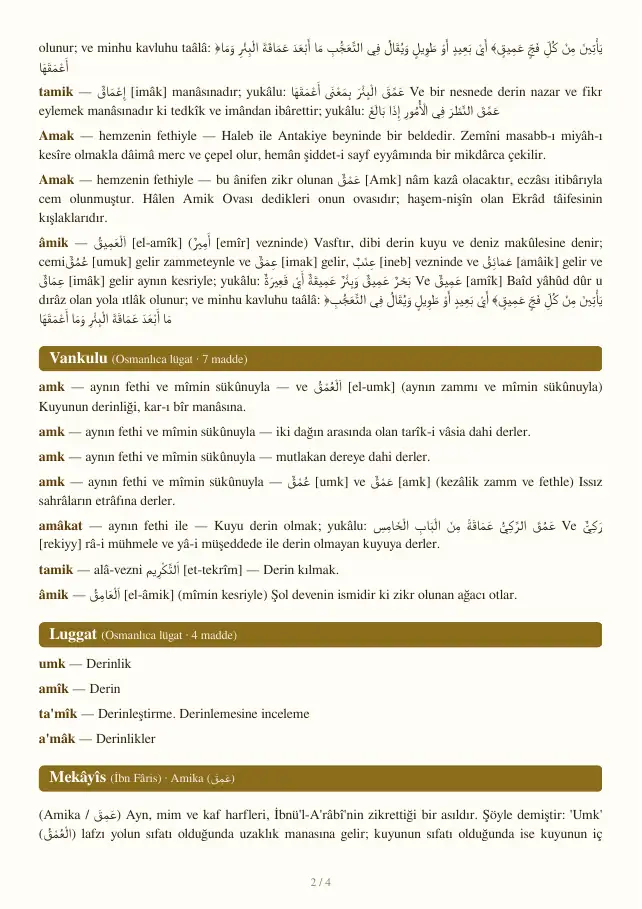 olunur; ve minhu kavluhu taâlâ: ﴿يَأْتِينَ مِنْ كُلِّ فَجٍّ عَمِيقٍ﴾ أَيْ بَعِيدٍ أَوْ طَوِيلٍ وَيُقَالُ فِي التَّعَجُّبِ مَا أَبْعَدَ عَمَاقَةَ الْبِئْرِ وَمَا
أَعْمَقَهَا
tamik — إِعْمَاقٌ [imâk] manâsınadır; yukâlu: عَمَّقَ الْبِئْرَ بِمَعْنَى أَعْمَقَهَا Ve bir nesnede derin nazar ve fikr
eylemek manâsınadır ki tedkîk ve imândan ibârettir; yukâlu: عَمَّقَ النَّظَرَ فِي الْأُمُورِ إِذَا بَالَغَ
Amak — hemzenin fethiyle — Haleb ile Antakiye beyninde bir beldedir. Zemîni masabb-ı miyâh-ı
kesîre olmakla dâimâ merc ve çepel olur, hemân şiddet-i sayf eyyâmında bir mikdârca çekilir.
Amak — hemzenin fethiyle — bu ânifen zikr olunan عَمْقٌ [Amk] nâm kazâ olacaktır, eczâsı itibârıyla
cem olunmuştur. Hâlen Amik Ovası dedikleri onun ovasıdır; haşem-nişîn olan Ekrâd tâifesinin
kışlaklarıdır.
âmik — اَلْعَمِيقُ [el-amîk] (أَمِيرٌ [emîr] vezninde) Vasftır, dibi derin kuyu ve deniz makûlesine denir;
cemi عُمُقٌ [umuk] gelir zammeteynle ve عِمَقٌ [imak] gelir, عِنَبٌ [ineb] vezninde ve عَمَائِقُ [amâik] gelir ve
عِمَاقٌ [imâk] gelir aynın kesriyle; yukâlu: بَحْرٌ عَمِيقٌ وَبِئْرٌ عَمِيقَةٌ أَيْ قَعِيرَةٌ Ve عَمِيقٌ [amîk] Baîd yâhûd dûr u
dırâz olan yola ıtlâk olunur; ve minhu kavluhu taâlâ: ﴿يَأْتِينَ مِنْ كُلِّ فَجٍّ عَمِيقٍ﴾ أَيْ بَعِيدٍ أَوْ طَوِيلٍ وَيُقَالُ فِي التَّعَجُّبِ
مَا أَبْعَدَ عَمَاقَةَ الْبِئْرِ وَمَا أَعْمَقَهَا
Vankulu (Osmanlıca lügat · 7 madde)
amk — aynın fethi ve mîmin sükûnuyla — ve اَلْعُمْقُ [el-umk] (aynın zammı ve mîmin sükûnuyla)
Kuyunun derinliği, kar-ı bîr manâsına.
amk — aynın fethi ve mîmin sükûnuyla — iki dağın arasında olan tarîk-i vâsia dahi derler.
amk — aynın fethi ve mîmin sükûnuyla — mutlakan dereye dahi derler.
amk — aynın fethi ve mîmin sükûnuyla — عُمْقٌ [umk] ve عَمْقٌ [amk] (kezâlik zamm ve fethle) Issız
sahrâların etrâfına derler.
amâkat — aynın fethi ile — Kuyu derin olmak; yukâlu: عَمُقَ الرَّكِيُّ عَمَاقَةً مِنَ الْبَابِ الْخَامِسِ Ve رَكِيٌّ
[rekiyy] râ-i mühmele ve yâ-i müşeddede ile derin olmayan kuyuya derler.
tamik — alâ-vezni اَلتَّكْرِيم [et-tekrîm] — Derin kılmak.
âmik — اَلْعَامِقُ [el-âmik] (mîmin kesriyle) Şol devenin ismidir ki zikr olunan ağacı otlar.
Luggat (Osmanlıca lügat · 4 madde)
umk — Derinlik
amîk — Derin
ta'mîk — Derinleştirme. Derinlemesine inceleme
a'mâk — Derinlikler
Mekâyîs (İbn Fâris) · Amika (عَمِقَ)
(Amika / عَمِقَ) Ayn, mim ve kaf harfleri, İbnü'l-A'râbî'nin zikrettiği bir asıldır. Şöyle demiştir: 'Umk'
(الْعُمْقُ) lafzı yolun sıfatı olduğunda uzaklık manasına gelir; kuyunun sıfatı olduğunda ise kuyunun iç
2 / 4